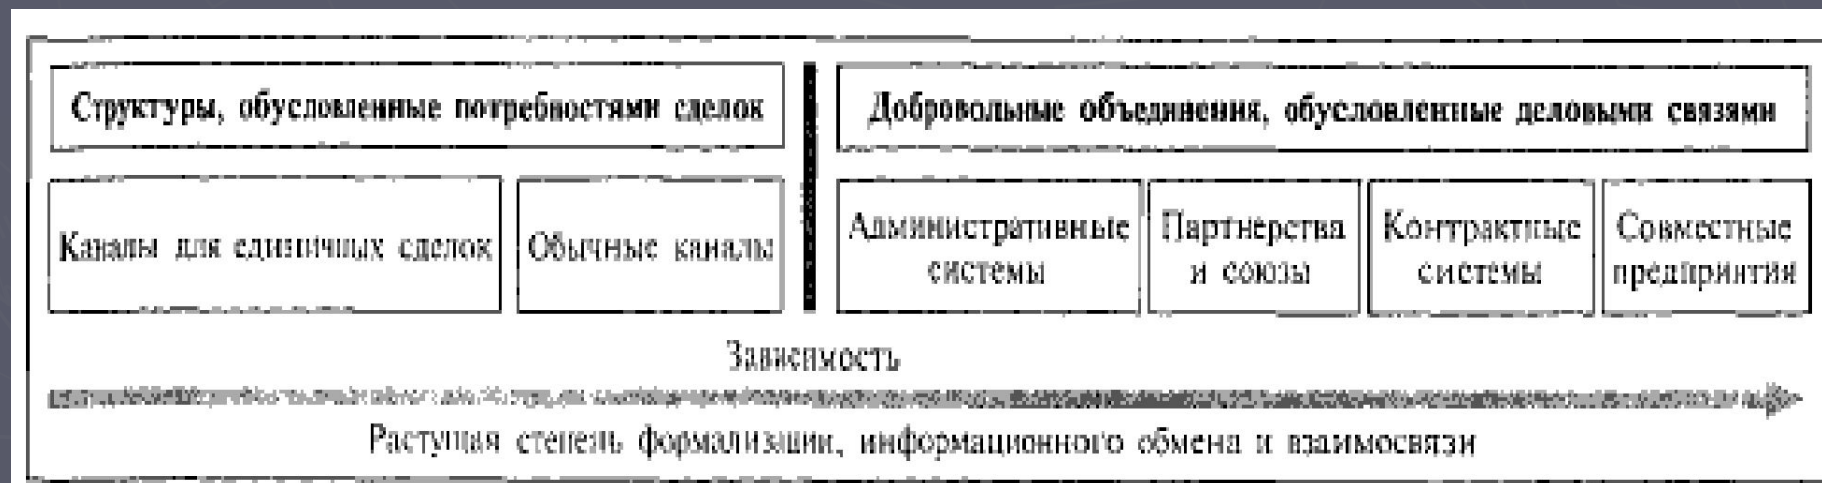 Структуры, обусловленные потребностями сделок
Добровольные объединения, обусловленные деловыми связями
Каналы для единичных сделок
Обычные каналы
Административные
системы
Партнерства
и союзы
Контрактные
системы
Совместные
предприятия
Зависимость
Растущая степень формализации, информационного обмена и взаимосвязи